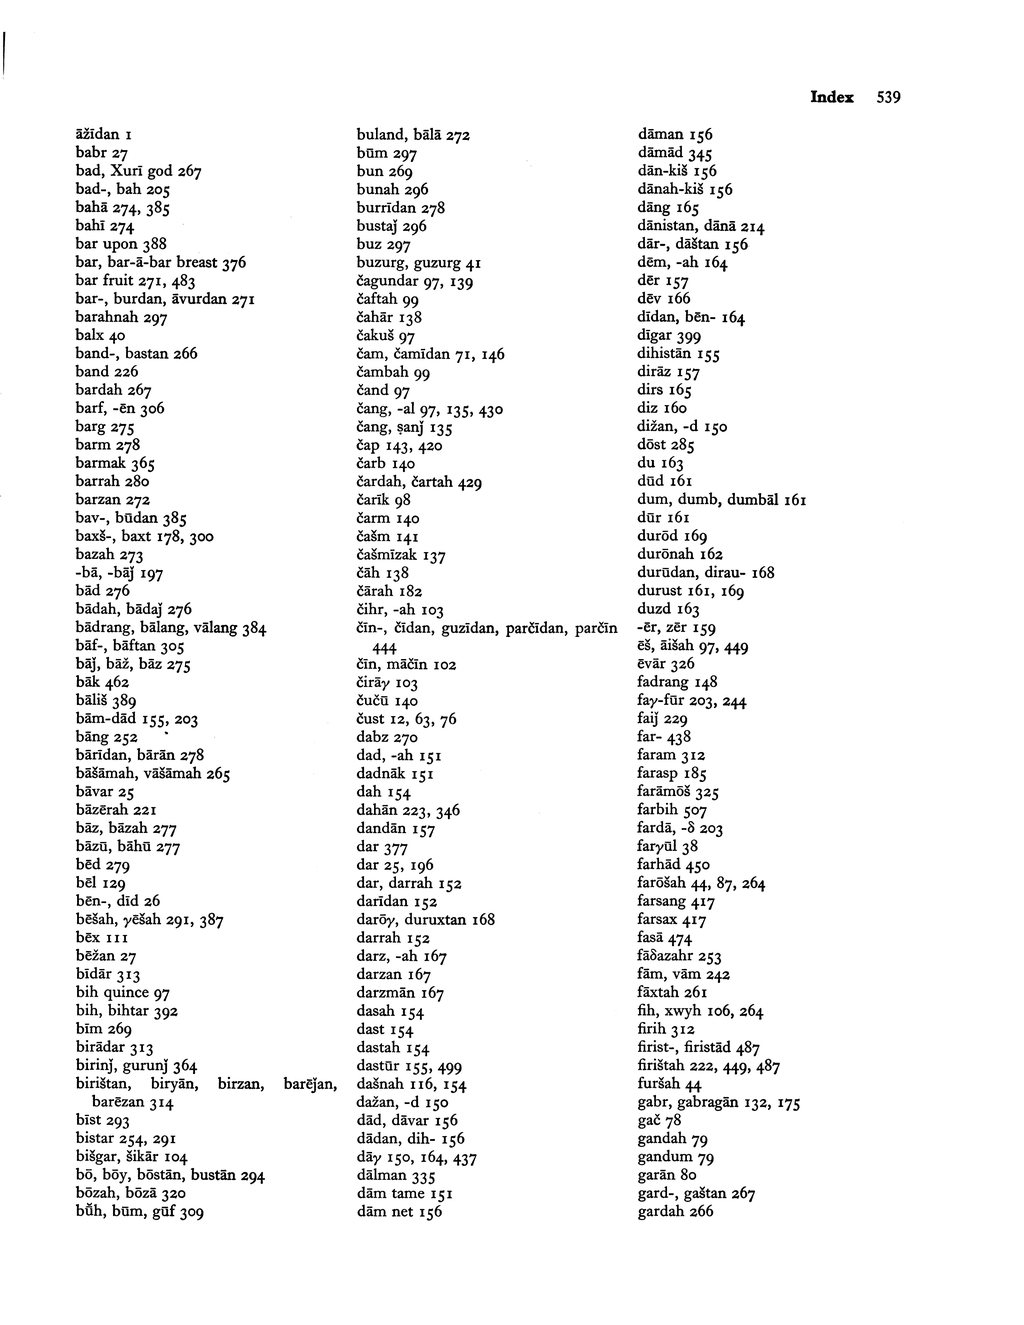 Index 539
āžīdan 1
babr 27
bad, Xurī god 267
bad-, bah 205
bahā 274, 385
bahī 274
bar upon 388
bar, bar-ā-bar breast 376
bar fruit 271, 483
bar-, burdan, āvurdan 271
barahnah 297
balx 40
band-, bastan 266
band 226
bardah 267
barf, -ēn 306
barg 275
barm 278
barmak 365
barrah 280
barzan 272
bav-, būdan 385
baxš-, baxt 178, 300
bazah 273
-bā, -bāǰ 197
bād 276
bādah, bādaǰ 276
bādrang, bālang, vālang 384
bāf-, bāftan 305
bāǰ, bāž, bāz 275
bāk 462
bāliš 389
bām-dād 155, 203
bāng 252
bārīdan, bārān 278
bāšāmah, vāšāmah 265
bāvar 25
bāzērah 221
bāz, bāzah 277
bāzū, bāhū 277
bēd 279
bēl 129
bēn-, dīd 26
bēšah, γēšah 291, 387
bēx 111
bēžan 27
bīdār 313
bih quince 97
bih, bihtar 392
bīm 269
birādar 313
birinǰ, gurunǰ 364
birištan, biryān, birzan, barēǰan,
barēzan 314
bīst 293
bistar 254, 291
bišgar, šikār 104
bō, bōy, bōstān, bustān 294
bōzah, bōzā 320
bū̆h, būm, gūf 309
buland, bālā 272
būm 297
bun 269
bunah 296
burrīdan 278
bustaǰ 296
buz 297
buzurg, guzurg 41
čagundar 97, 139
čaftah 99
čahār 138
čakuš 97
čam, čamīdan 71, 146
čambah 99
čand 97
čang, -al 97, 135, 430
čang, ṣanǰ 135
čap 143, 420
čarb 140
čardah, čartah 429
čarīk 98
čarm 140
čašm 141
čašmīzak 137
čāh 138
čārah 182
čihr, -ah 103
čīn-, čīdan, guzīdan, parčīdan, parčīn
444
čīn, māčīn 102
čirāγ 103
čučū 140
čust 12, 63, 76
dabz 270
dad, -ah 151
dadnāk 151
dah 154
dahān 223, 346
dandān 157
dar 377
dar 25, 196
dar, darrah 152
darīdan 152
darōγ, duruxtan 168
darrah 152
darz, -ah 167
darzan 167
darzmān 167
dasah 154
dast 154
dastah 154
dastūr 155, 499
dašnah 116, 154
dažan, -d 150
dād, dāvar 156
dādan, dih- 156
dāγ 150, 164, 437
dālman 335
dām tame 151
dām net 156
dāman 156
dāmād 345
dān-kiš 156
dānah-kiš 156
dāng 165
dānistan, dānā 214
dār-, dāštan 156
dēm, -ah 164
dēr 157
dēv 166
dīdan, bēn- 164
dīgar 399
dihistān 155
dirāz 157
dirs 165
diz 160
dižan, -d 150
dōst 285
du 163
dūd 161
dum, dumb, dumbāl 161
dūr 161
durōd 169
durōnah 162
durūdan, dirau- 168
durust 161, 169
duzd 163
-ēr, zēr 159
ēš, āišah 97, 449
ēvār 326
fadrang 148
faγ-fūr 203, 244
faiǰ 229
far- 438
faram 312
farasp 185
farāmōš 325
farbih 507
fardā, -δ 203
farγūl 38
farhād 450
farōšah 44, 87, 264
farsang 417
farsax 417
fasā 474
fāδazahr 253
fām, vām 242
fāxtah 261
fih, xwyh 106, 264
firih 312
firist-, firistād 487
firištah 222, 449, 487
furšah 44
gabr, gabragān 132, 175
gač 78
gandah 79
gandum 79
garān 80
gard-, gaštan 267
gardah 266